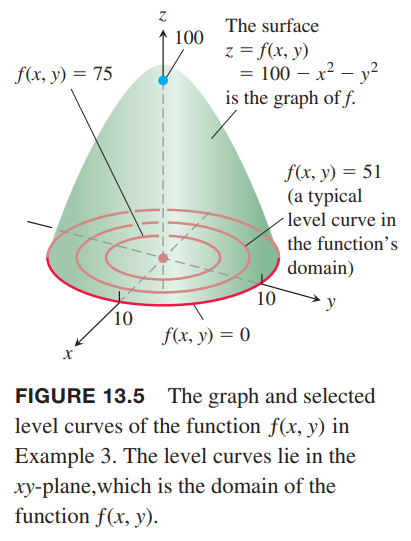 z
100
The surface
z = f(x, y)
= 100 − x² − y²
is the graph of f.
f(x, y) = 75
f(x, y) = 51
(a typical
level curve in
the function's
domain)
10
y
10
f(x, y) = 0
x
FIGURE 13.5 The graph and selected
level curves of the function f(x, y) in
Example 3. The level curves lie in the
xy-plane,which is the domain of the
function f(x, y).